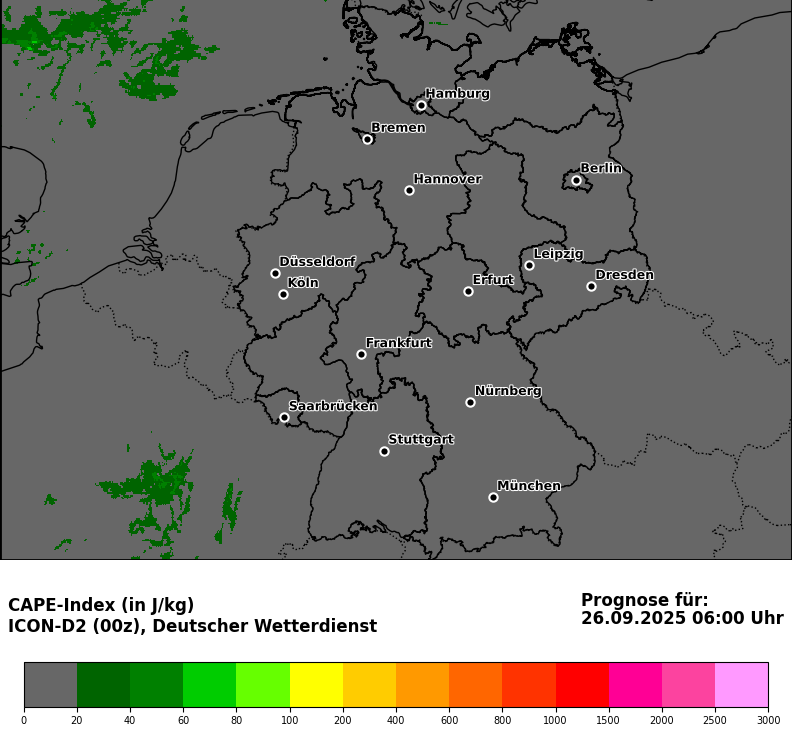 Hamburg
Bremen
Berlin
Hannover
Leipzig
Düsseldorf
Dresden
Köln
Erfurt
Frankfurt
Nürnberg
Saarbrücken
Stuttgart
München
CAPE-Index (in J/kg)
ICON-D2 (00z), Deutscher Wetterdienst
Prognose für:
26.09.2025 06:00 Uhr
0 20 40 60 80 100 200 400 600 800 1000 1500 2000 2500 3000